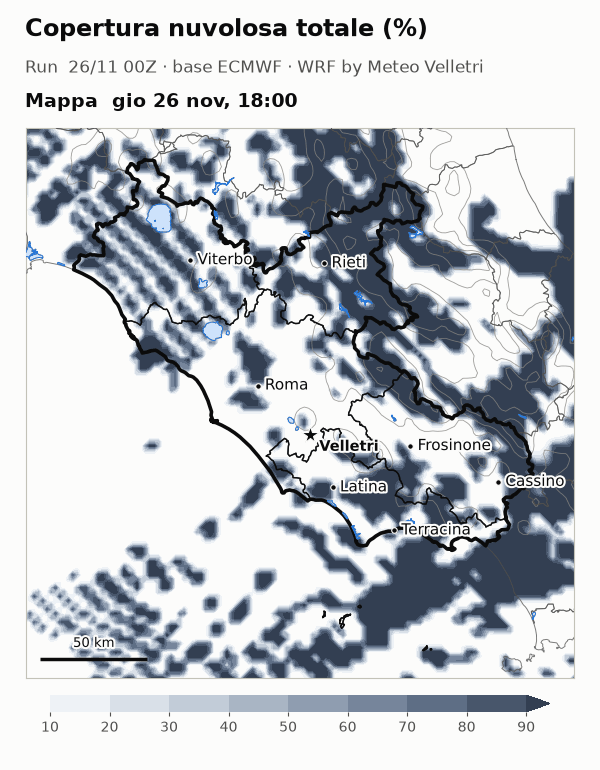 Copertura nuvolosa totale (%)
Run  26/11 00Z · base ECMWF · WRF by Meteo Velletri
Mappa  gio 26 nov, 18:00
Viterbo
Rieti
Roma
Velletri
Frosinone
Latina
Cassino
Terracina
50 km
10 20 30 40 50 60 70 80 90